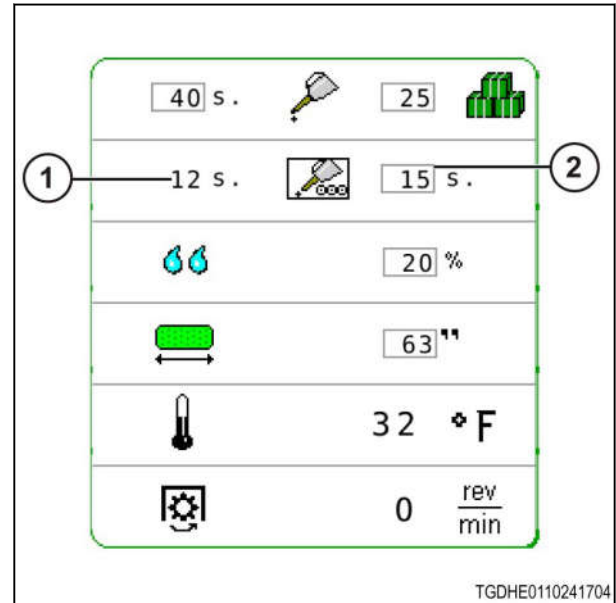 40 s. 25
1 12 s. 15 s. 2
20 %
63 "
32 °F
0 rev
min
TGDHE0110241704